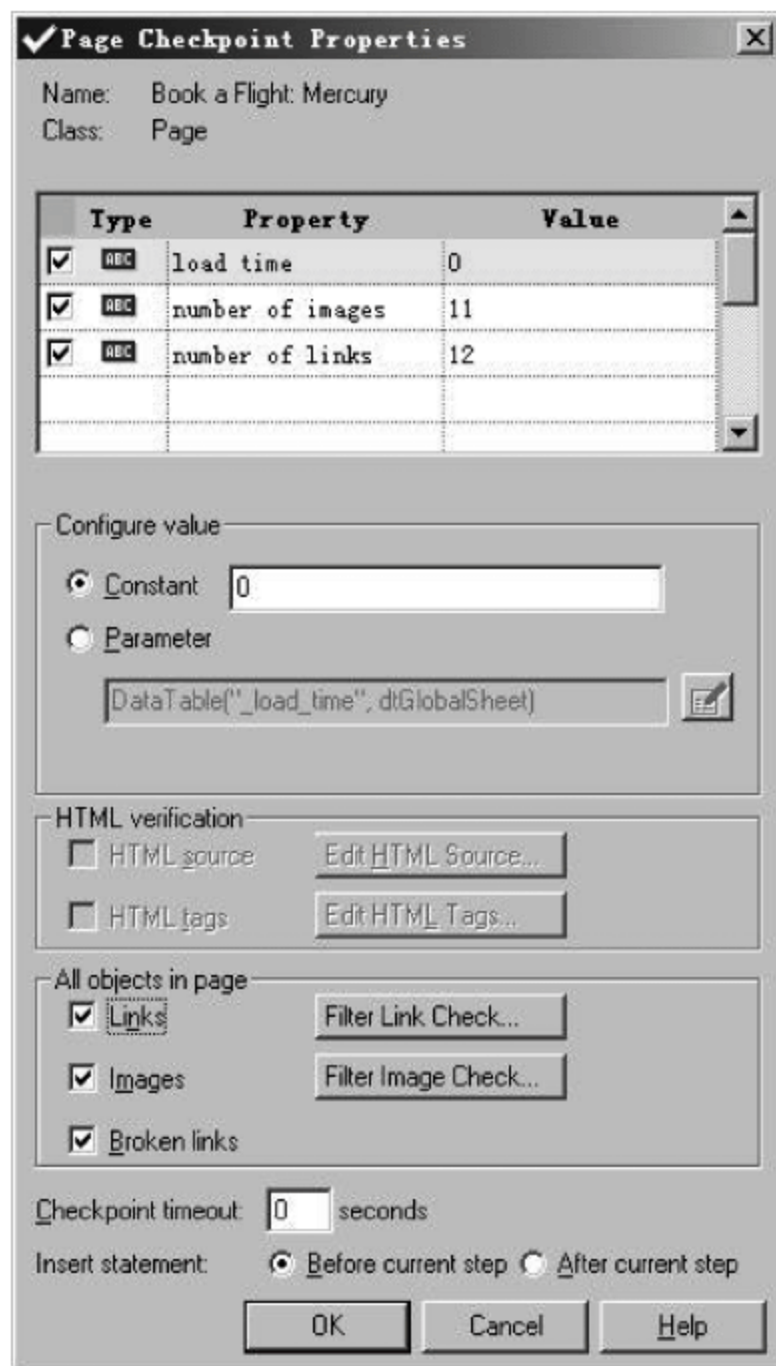 Page Checkpoint Properties
Name: Book a Flight: Mercury
Class: Page
Type Property Value
ABC load time 0
ABC number of images 11
ABC number of links 12
Configure value
Constant 0
Parameter
DataTable("_load_time", dtGlobalSheet)
HTML verification
HTML source Edit HTML Source...
HTML tags Edit HTML Tags...
All objects in page
Links Filter Link Check...
Images Filter Image Check...
Broken links
Checkpoint timeout: 0 seconds
Insert statement: Before current step After current step
OK Cancel Help